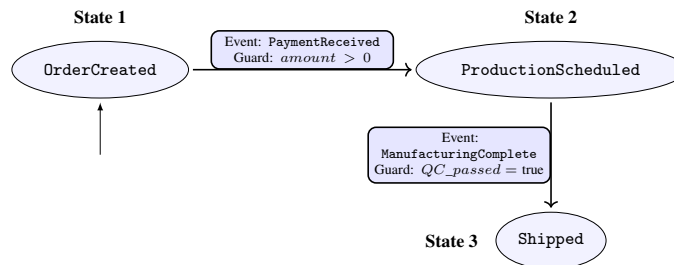 State 1
State 2
Event: PaymentReceived
Guard: amount > 0
OrderCreated
ProductionScheduled
Event:
ManufacturingComplete
Guard: QC_passed = true
State 3
Shipped